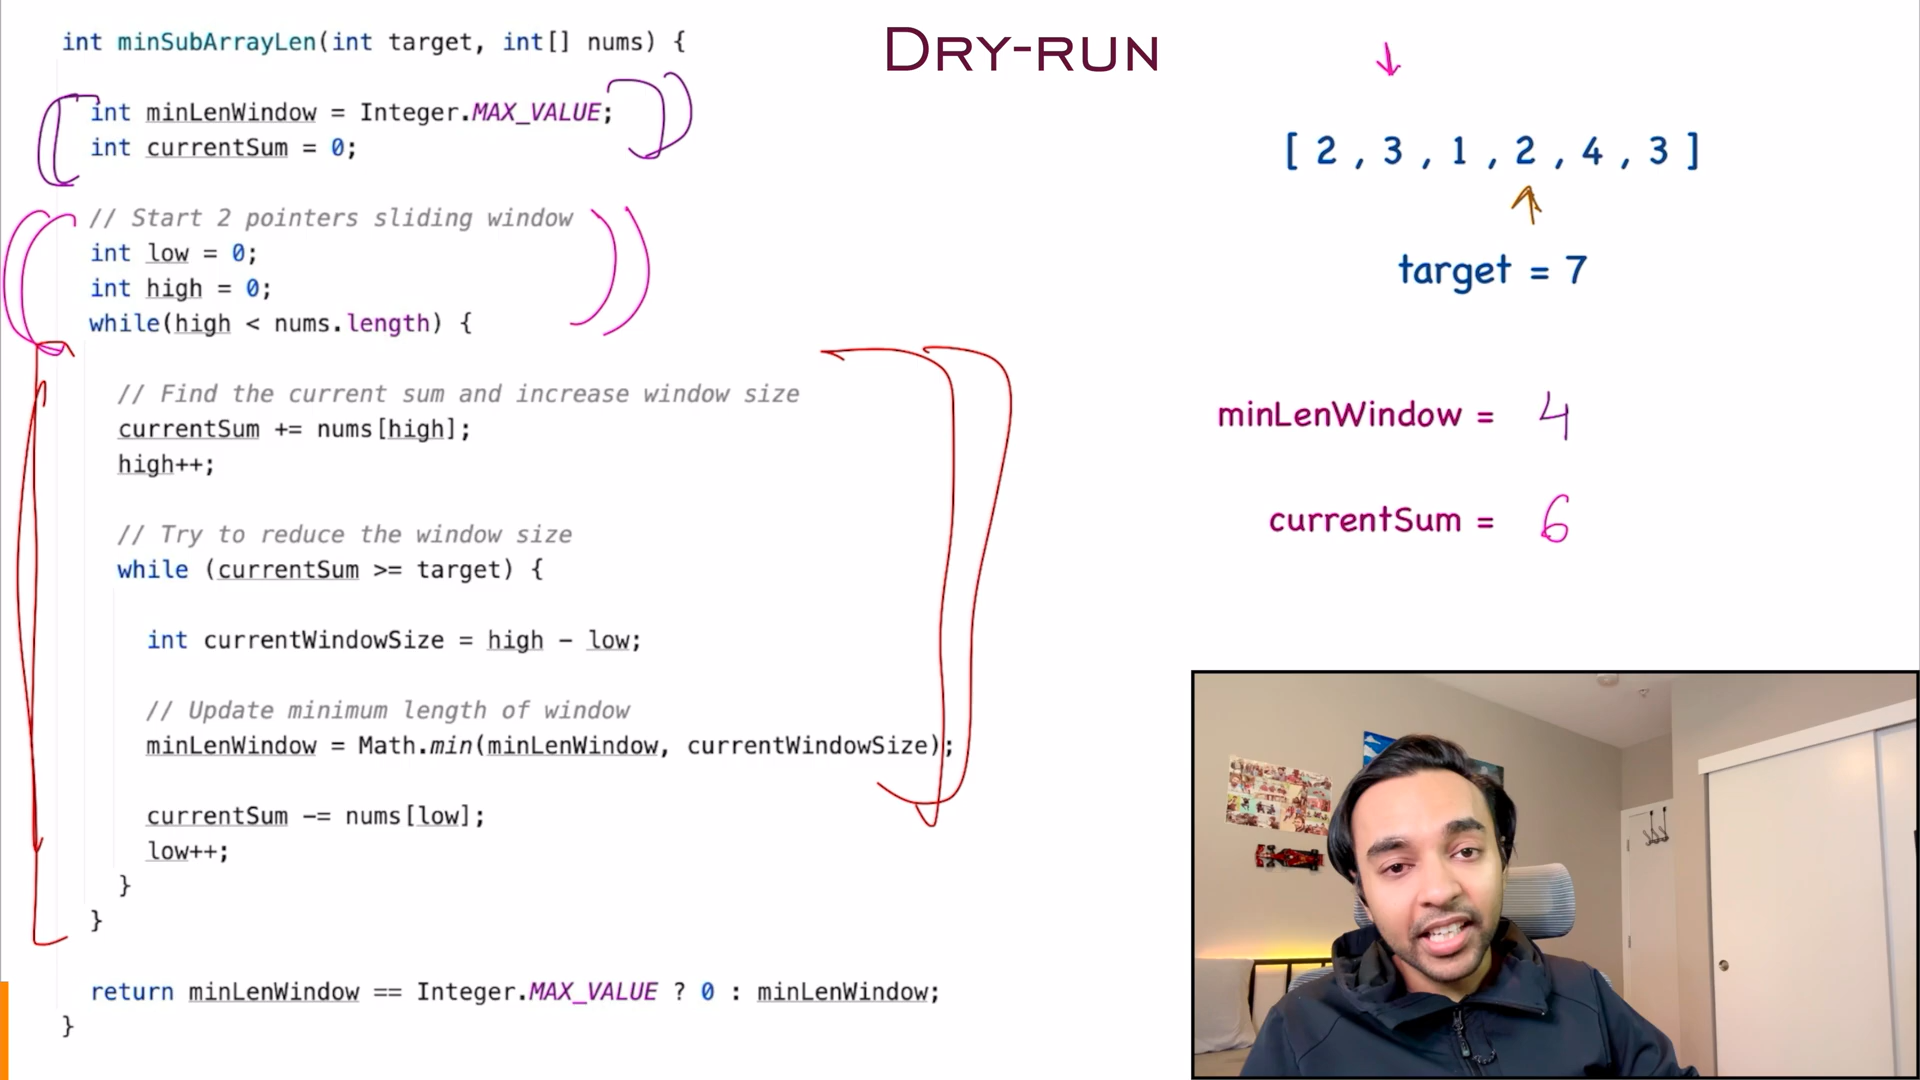 int minSubArrayLen(int target, int[] nums) {
int minLenWindow = Integer.MAX_VALUE;
int currentSum = 0;
// Start 2 pointers sliding window
int low = 0;
int high = 0;
while(high < nums.length) {
// Find the current sum and increase window size
currentSum += nums[high];
high++;
// Try to reduce the window size
while (currentSum >= target) {
int currentWindowSize = high - low;
// Update minimum length of window
minLenWindow = Math.min(minLenWindow, currentWindowSize);
currentSum -= nums[low];
low++;
}
}
return minLenWindow == Integer.MAX_VALUE ? 0 : minLenWindow;
}
DRY-RUN
[ 2 , 3 , 1 , 2 , 4 , 3 ]
target = 7
minLenWindow = 4
currentSum = 6